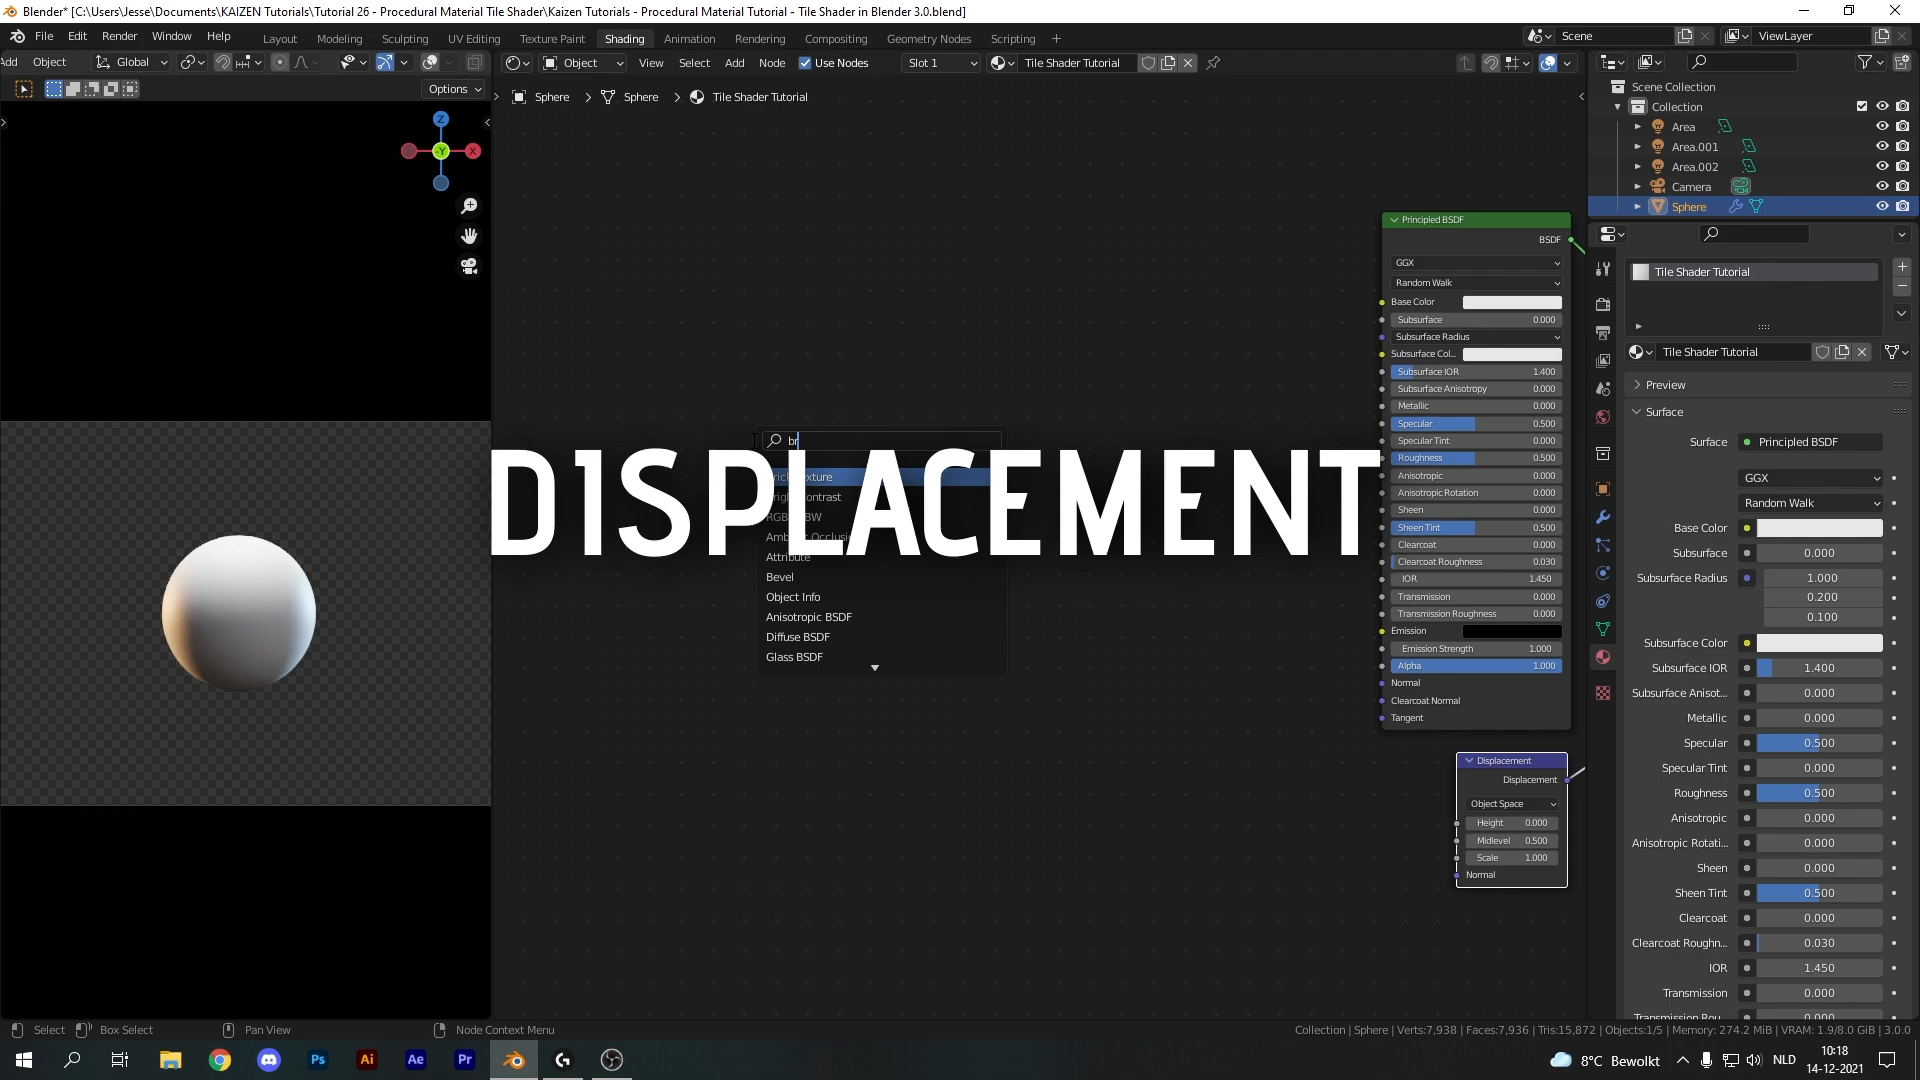 Blender* [C:\Users\Jesse\Documents\KAIZEN Tutorials\Tutorial 26 - Procedural Material Tile Shader\Kaizen Tutorials - Procedural Material Tutorial - Tile Shader in Blender 3.0.blend]
File Edit Render Window Help Layout Modeling Sculpting UV Editing Texture Paint Shading Animation Rendering Compositing Geometry Nodes Scripting + Scene ViewLayer
Add Object Global Object View Select Add Node Use Nodes Slot 1 Tile Shader Tutorial
Options
Sphere > Sphere > Tile Shader Tutorial
Scene Collection
Collection
Area
Area.001
Area.002
Camera
Sphere
Z
-Y X
Principled BSDF
BSDF
GGX
Random Walk
Base Color
Subsurface 0.000
Subsurface Radius
Subsurface Col...
Subsurface IOR 1.400
Subsurface Anisotropy 0.000
Metallic 0.000
Specular 0.500
Specular Tint 0.000
Roughness 0.500
Anisotropic 0.000
Anisotropic Rotation 0.000
Sheen 0.000
Sheen Tint 0.500
Clearcoat 0.000
Clearcoat Roughness 0.030
IOR 1.450
Transmission 0.000
Transmission Roughness 0.000
Emission
Emission Strength 1.000
Alpha 1.000
Normal
Clearcoat Normal
Tangent
br
DISPLACEMENT
Attribute
Bevel
Object Info
Anisotropic BSDF
Diffuse BSDF
Glass BSDF
Displacement
Displacement
Object Space
Height 0.000
Midlevel 0.500
Scale 1.000
Normal
Tile Shader Tutorial
Tile Shader Tutorial
Preview
Surface
Surface Principled BSDF
GGX
Random Walk
Base Color
Subsurface 0.000
Subsurface Radius 1.000
0.200
0.100
Subsurface Color
Subsurface IOR 1.400
Subsurface Anisot... 0.000
Metallic 0.000
Specular 0.500
Specular Tint 0.000
Roughness 0.500
Anisotropic 0.000
Anisotropic Rotati... 0.000
Sheen 0.000
Sheen Tint 0.500
Clearcoat 0.000
Clearcoat Roughn... 0.030
IOR 1.450
Transmission 0.000
Select Box Select Pan View Node Context Menu Collection | Sphere | Verts:7,938 | Faces:7,936 | Tris:15,872 | Objects:1/5 | Memory: 274.2 MiB | VRAM: 1.9/8.0 GiB | 3.0.0
Ps Ai Ae Pr 8°C Bewolkt NLD 10:18
14-12-2021